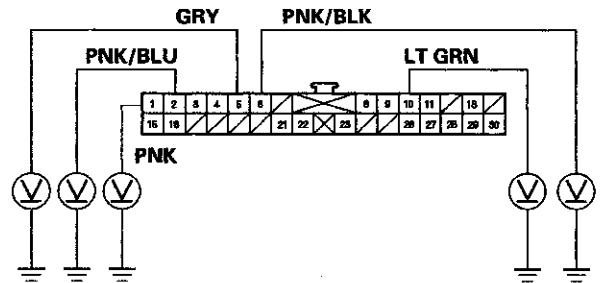 GRY PNK/BLK
PNK/BLU LT GRN
1 2 3 4 5 6 8 9 10 11 13
15 16 21 22 23 26 27 28 29 30
PNK
V V V V V